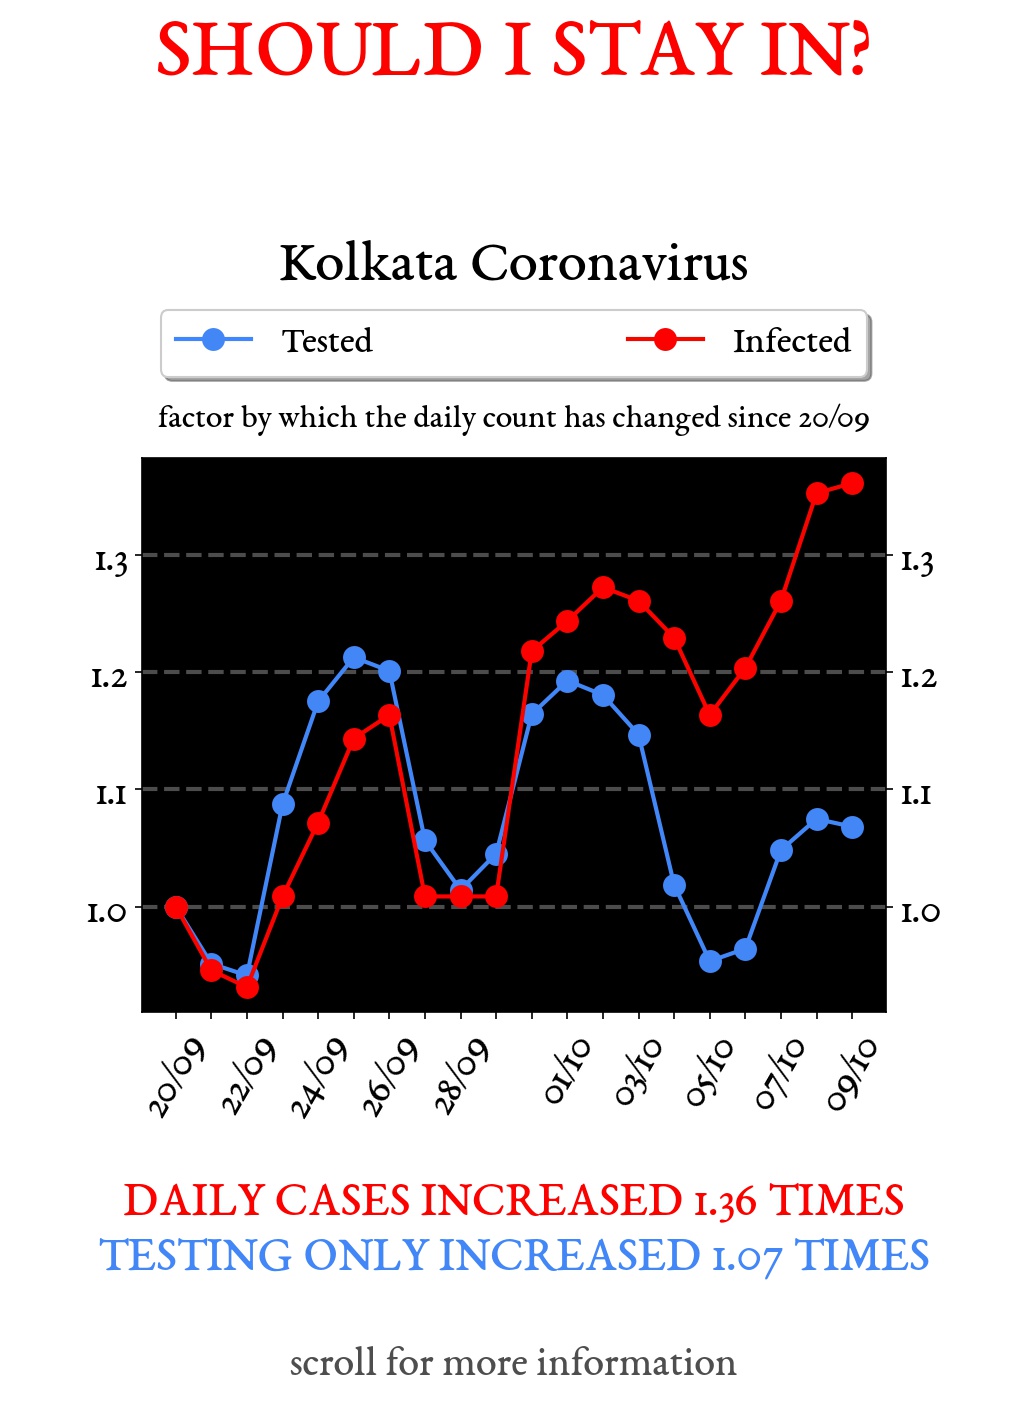 SHOULD I STAY IN?
Kolkata Coronavirus
Tested Infected
factor by which the daily count has changed since 20/09
1.3 1.3
1.2 1.2
1.1 1.1
1.0 1.0
20/09 22/09 24/09 26/09 28/09 01/10 03/10 05/10 07/10 09/10
DAILY CASES INCREASED 1.36 TIMES
TESTING ONLY INCREASED 1.07 TIMES
scroll for more information